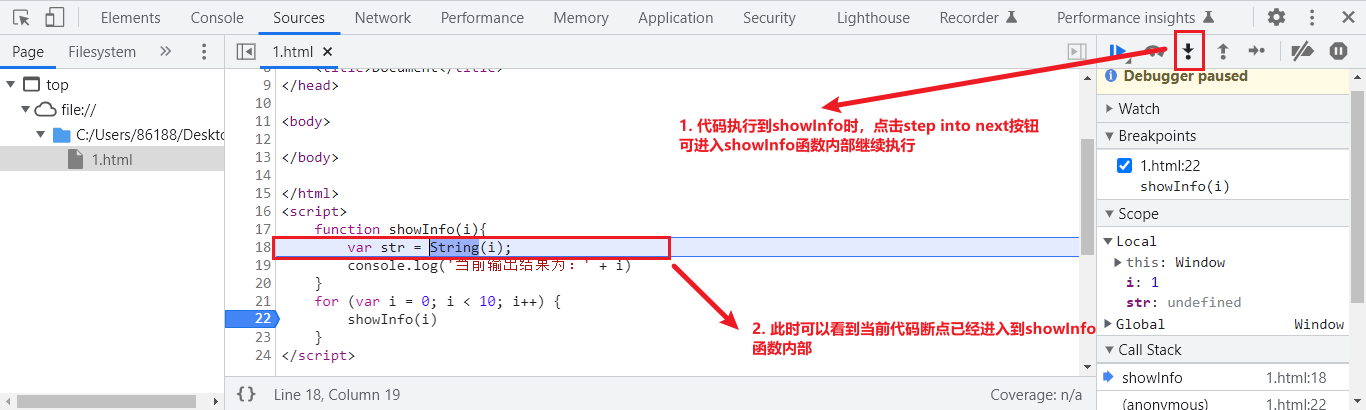 Elements Console Sources Network Performance Memory Application Security Lighthouse Recorder Performance insights
Page Filesystem
1.html
Debugger paused
Watch
Breakpoints
1.html:22
showInfo(i)
Scope
Local
this: Window
i: 1
str: undefined
Global Window
Call Stack
showInfo 1.html:18
(anonymous) 1.html:22
top
file://
C:/Users/86188/Deskto
1.html
8 <title>Document</title>
9 </head>
10
11 <body>
12
13 </body>
14
15 </html>
16 <script>
17 function showInfo(i){
18 var str = String(i);
19 console.log('当前输出结果为：' + i)
20 }
21 for (var i = 0; i < 10; i++) {
22 showInfo(i)
23 }
24 </script>
1. 代码执行到showInfo时，点击step into next按钮
可进入showInfo函数内部继续执行
2. 此时可以看到当前代码断点已经进入到showInfo
函数内部
{} Line 18, Column 19 Coverage: n/a